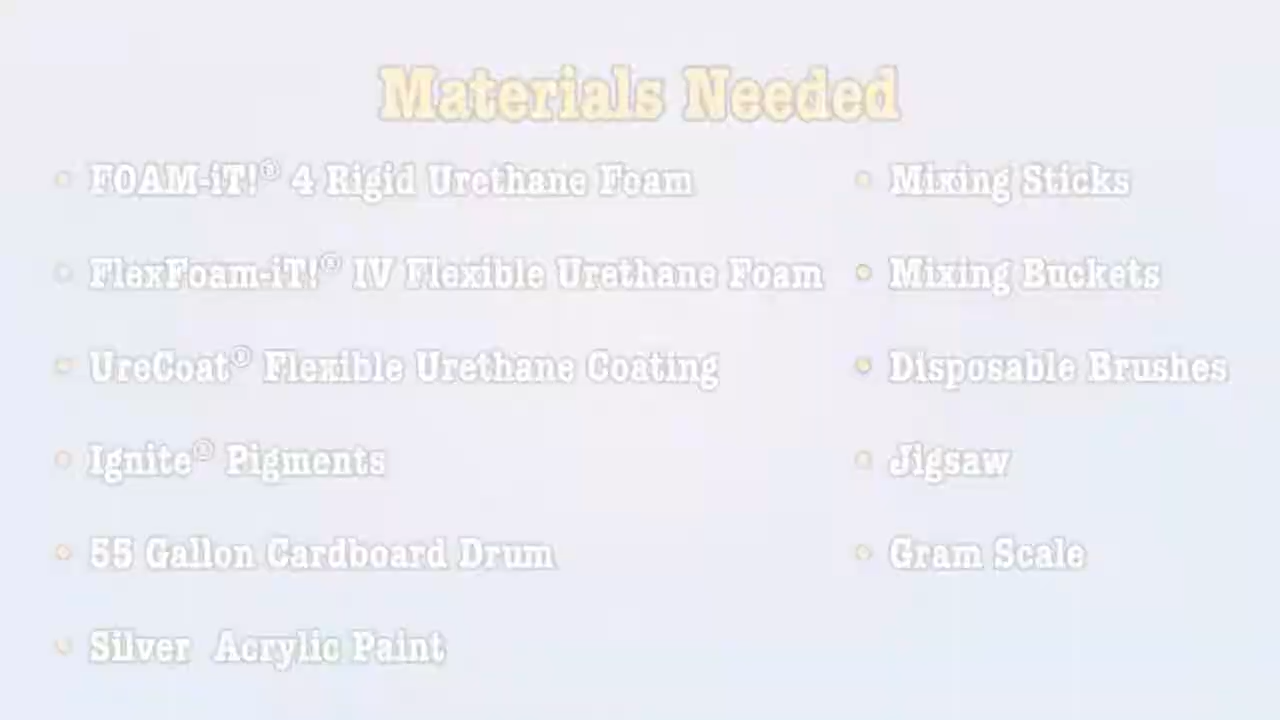 Materials Needed
• FOAM-iT!® 4 Rigid Urethane Foam
• FlexFoam-iT!® IV Flexible Urethane Foam
• UreCoat® Flexible Urethane Coating
• Ignite® Pigments
• 55 Gallon Cardboard Drum
• Silver  Acrylic Paint
• Mixing Sticks
• Mixing Buckets
• Disposable Brushes
• Jigsaw
• Gram Scale